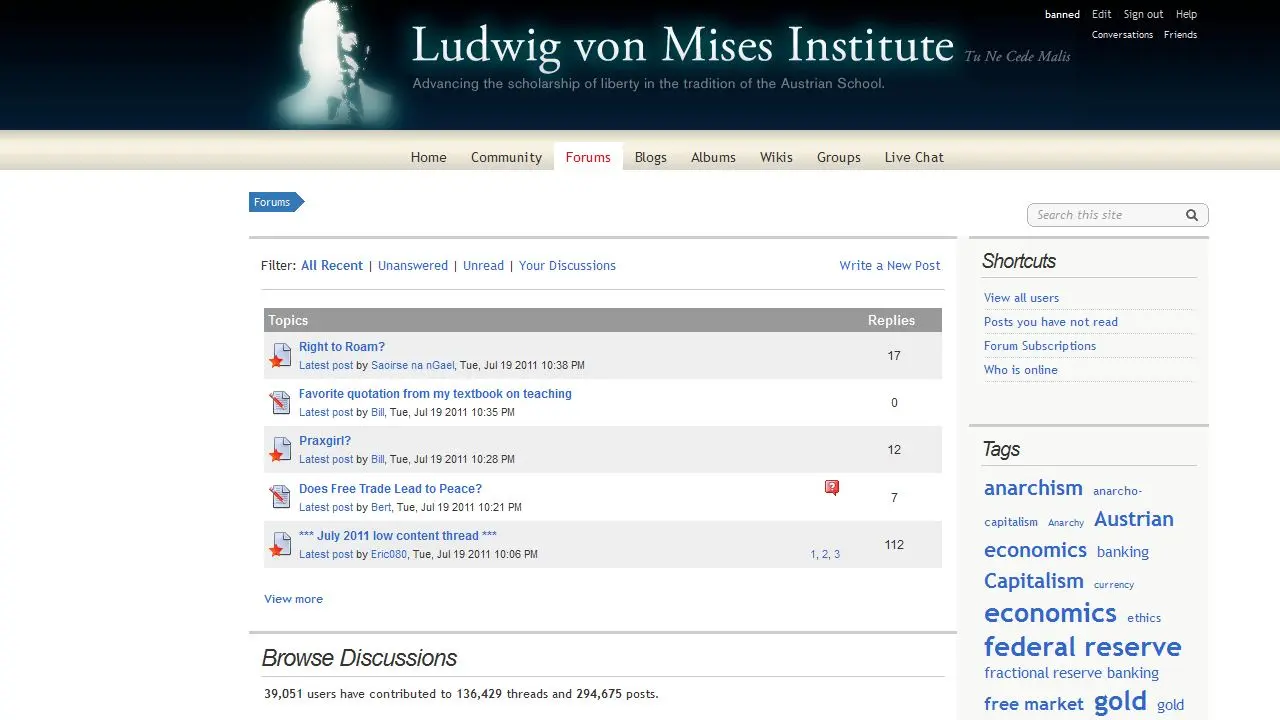 banned Edit Sign out Help
Ludwig von Mises Institute Tu Ne Cede Malis
Conversations Friends
Advancing the scholarship of liberty in the tradition of the Austrian School.
Home Community Forums Blogs Albums Wikis Groups Live Chat
Forums
Search this site
Filter: All Recent | Unanswered | Unread | Your Discussions Write a New Post
Topics Replies
Right to Roam?
Latest post by Saoirse na nGael, Tue, Jul 19 2011 10:38 PM
17
Favorite quotation from my textbook on teaching
Latest post by Bill, Tue, Jul 19 2011 10:35 PM
0
Praxgirl?
Latest post by Bill, Tue, Jul 19 2011 10:28 PM
12
Does Free Trade Lead to Peace?
Latest post by Bert, Tue, Jul 19 2011 10:21 PM
?
7
*** July 2011 low content thread ***
Latest post by Eric080, Tue, Jul 19 2011 10:06 PM 1, 2, 3
112
View more
Browse Discussions
39,051 users have contributed to 136,429 threads and 294,675 posts.
Shortcuts
View all users
Posts you have not read
Forum Subscriptions
Who is online
Tags
anarchism anarcho-
capitalism Anarchy Austrian
economics banking
Capitalism currency
economics ethics
federal reserve
fractional reserve banking
free market gold gold